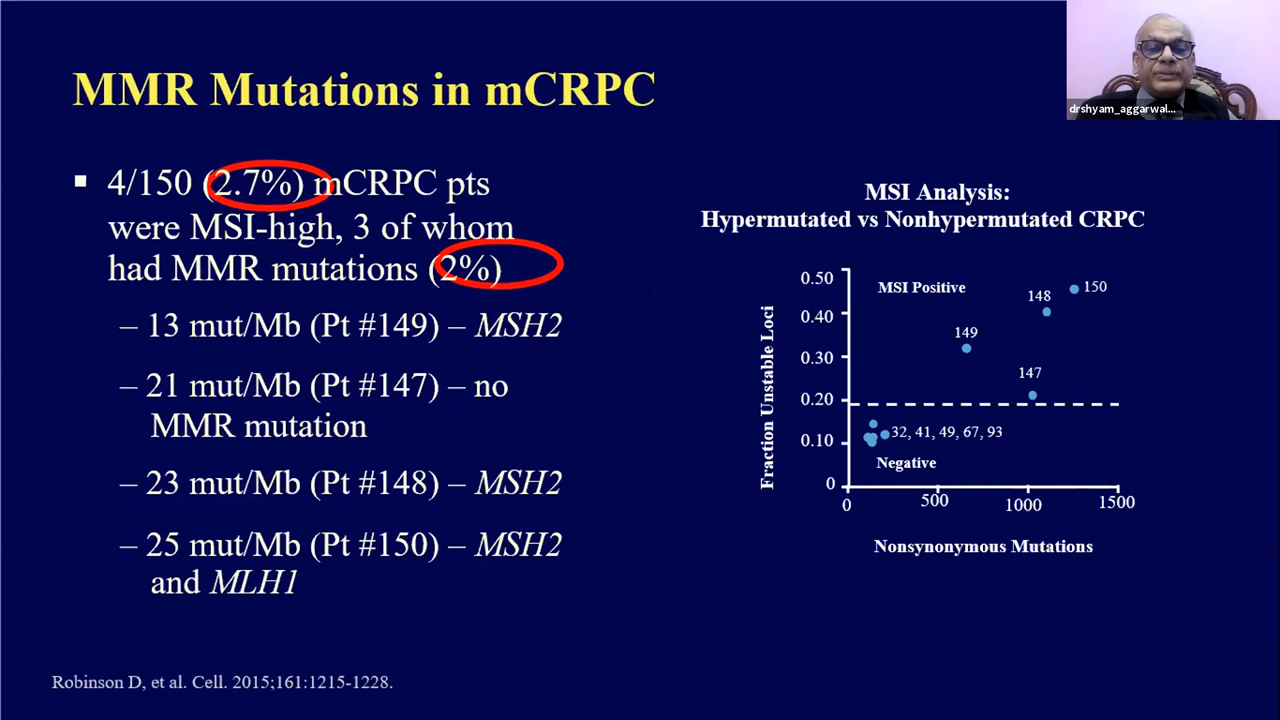 MMR Mutations in mCRPC
drshyam_aggarwal...
▪ 4/150 (2.7%) mCRPC pts
were MSI-high, 3 of whom
had MMR mutations (2%)
– 13 mut/Mb (Pt #149) – MSH2
– 21 mut/Mb (Pt #147) – no
MMR mutation
– 23 mut/Mb (Pt #148) – MSH2
– 25 mut/Mb (Pt #150) – MSH2
and MLH1
MSI Analysis:
Hypermutated vs Nonhypermutated CRPC
Fraction Unstable Loci
0.50
0.40
0.30
0.20
0.10
0
MSI Positive
148
150
149
147
32, 41, 49, 67, 93
Negative
0
500
1000
1500
Nonsynonymous Mutations
Robinson D, et al. Cell. 2015;161:1215-1228.